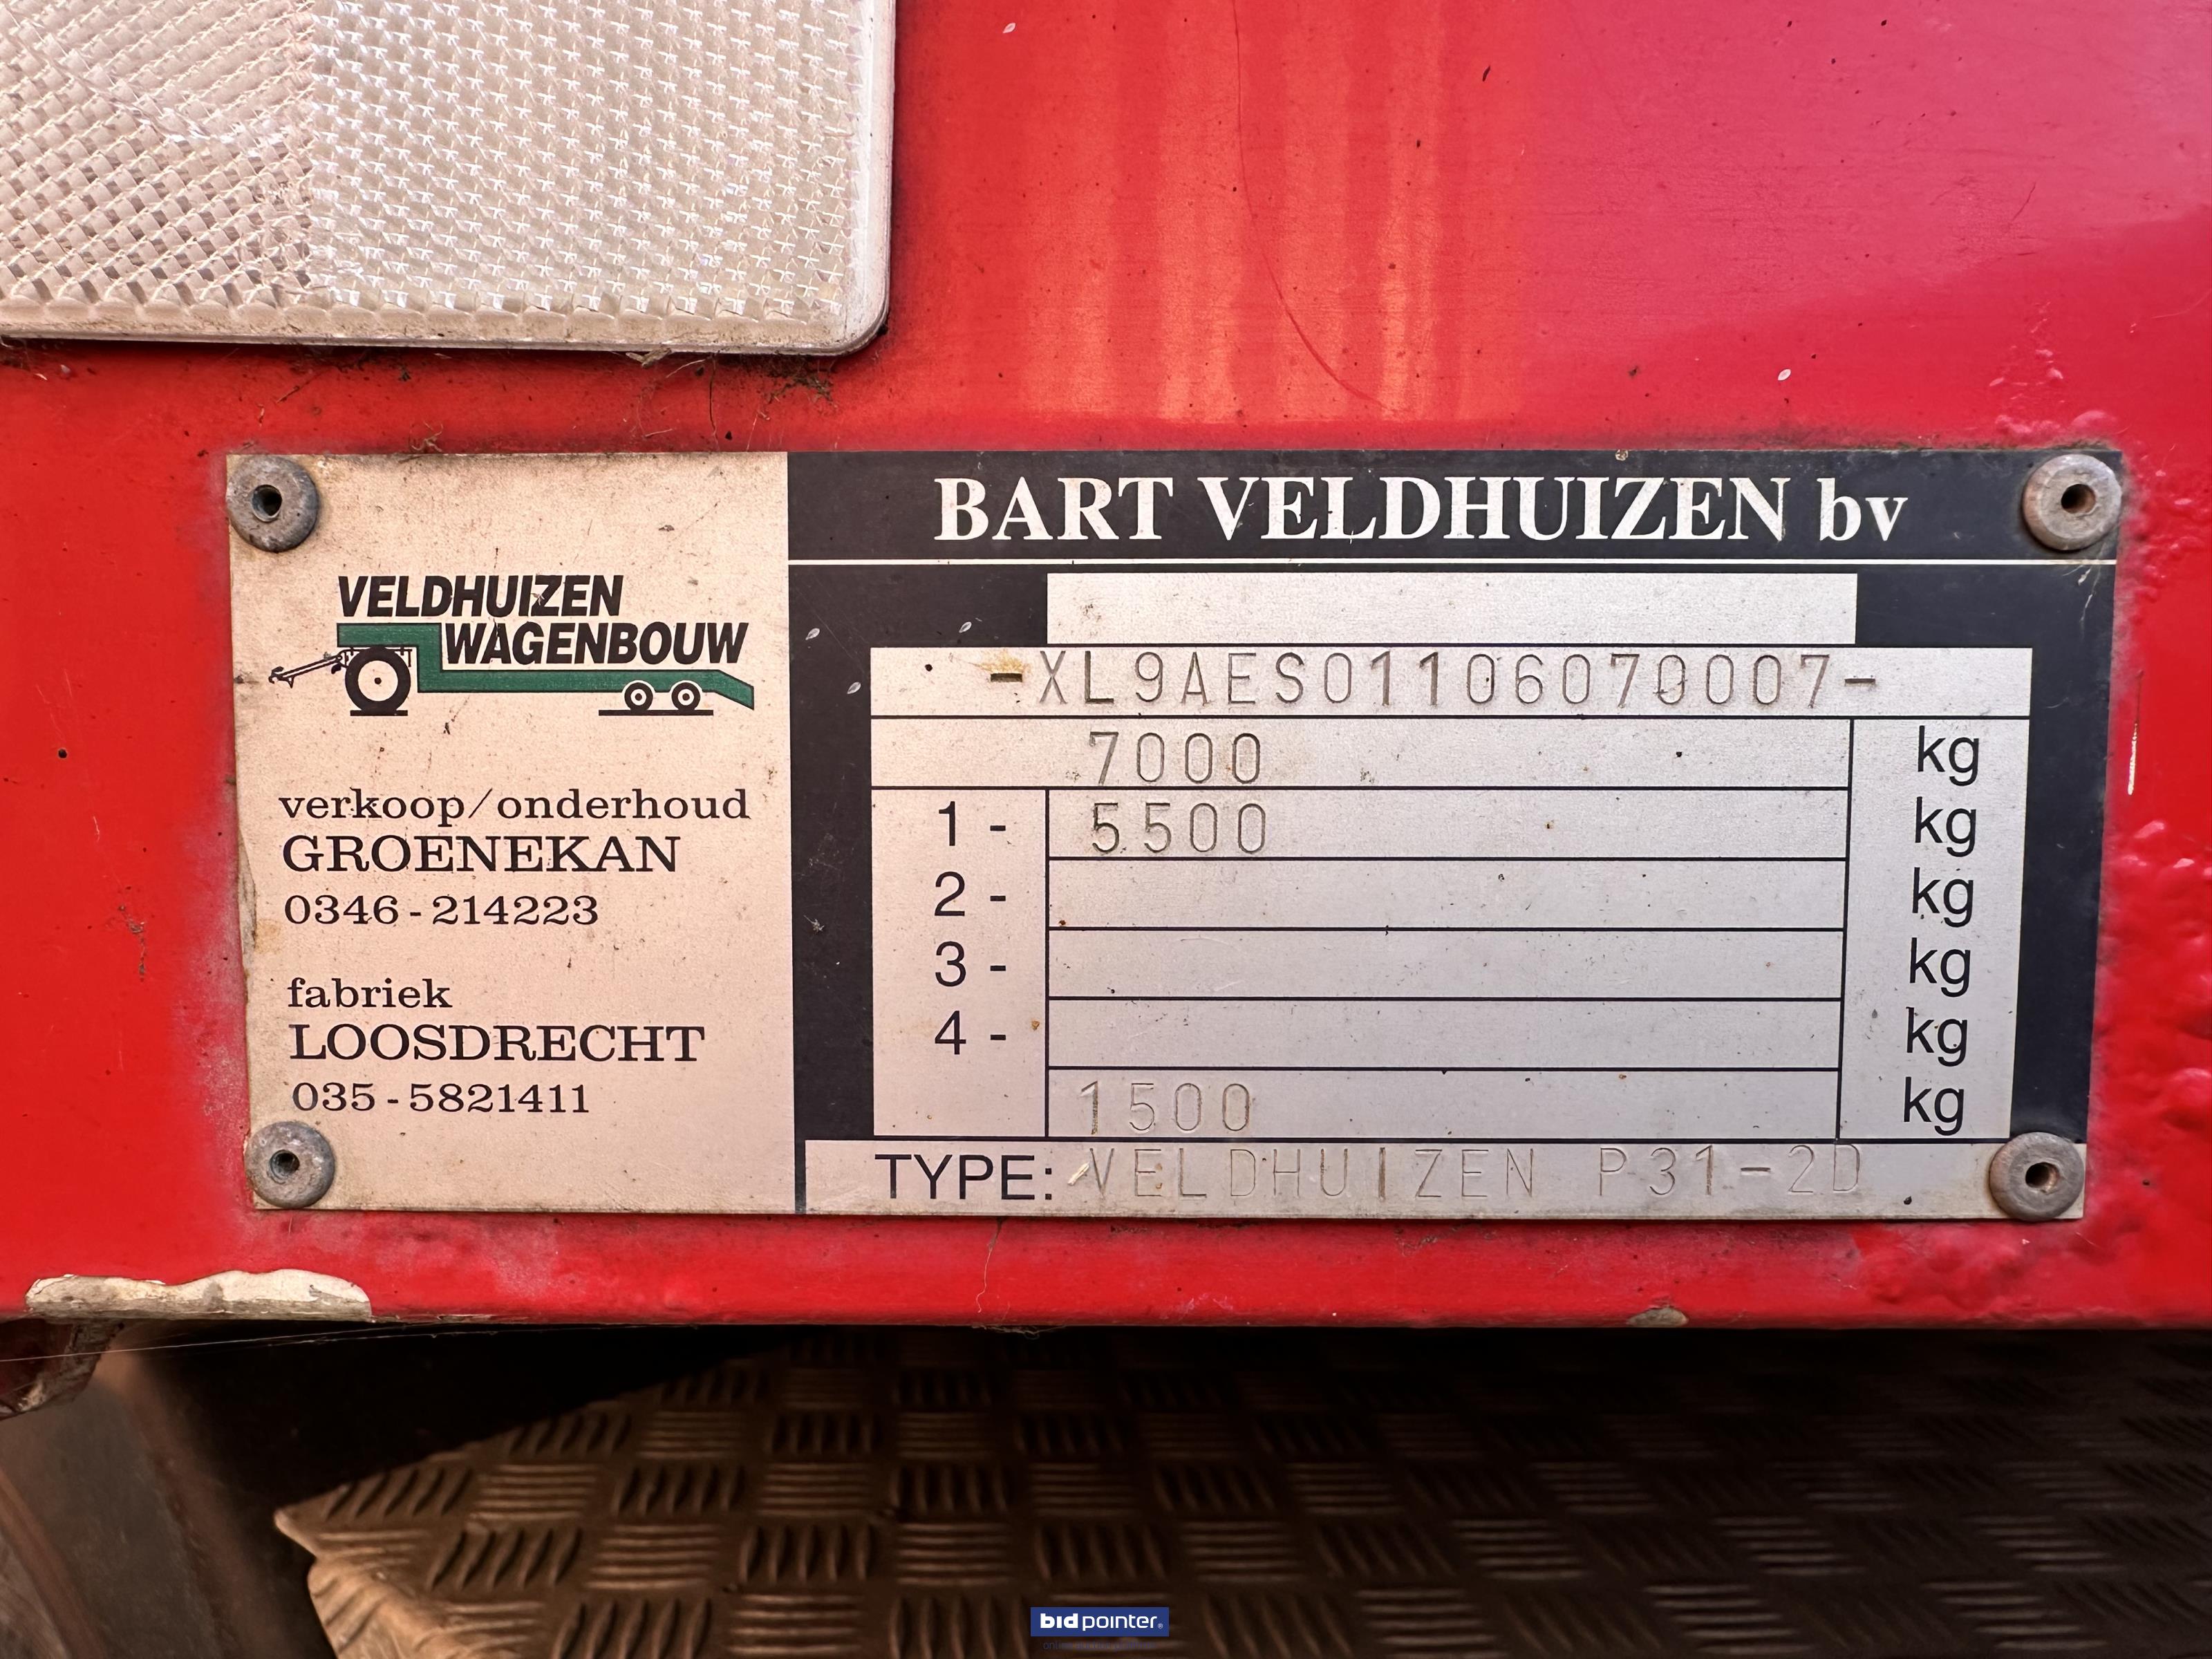 VELDHUIZEN
WAGENBOUW
verkoop/onderhoud
GROENEKAN
0346-214223
fabriek
LOOSDRECHT
035-5821411
BART VELDHUIZEN bv
-XL9AES01106070007-
7000 kg
1- 5500 kg
2- kg
3- kg
4- kg
1500 kg
TYPE: VELDHUIZEN P31-2D
bidpointer